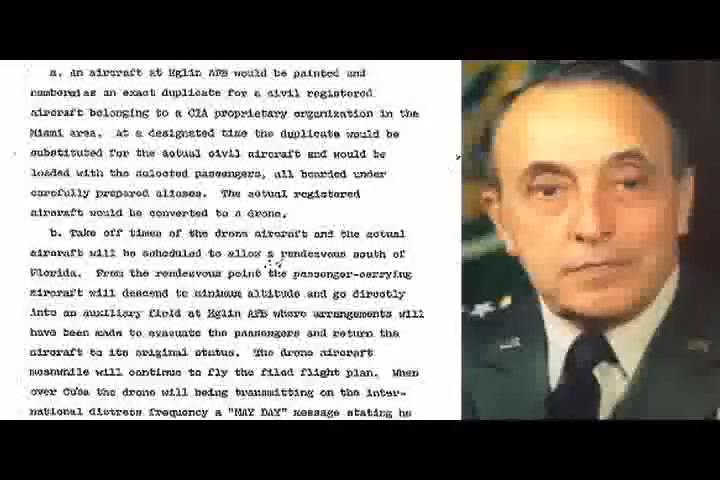 a. An aircraft at Eglin AFB would be painted and
numbered as an exact duplicate for a civil registered
aircraft belonging to a CIA proprietary organization in the
Miami area. At a designated time the duplicate would be
substituted for the actual civil aircraft and would be
loaded with the selected passengers, all boarded under
carefully prepared aliases. The actual registered
aircraft would be converted to a drone.
b. Take off times of the drone aircraft and the actual
aircraft will be scheduled to allow a rendezvous south of
Florida. From the rendezvous point the passenger-carrying
aircraft will descend to minimum altitude and go directly
into an auxiliary field at Eglin AFB where arrangements will
have been made to evacuate the passengers and return the
aircraft to its original status. The drone aircraft
meanwhile will continue to fly the filed flight plan. When
over Cuba the drone will being transmitting on the inter-
national distress frequency a "MAY DAY" message stating he